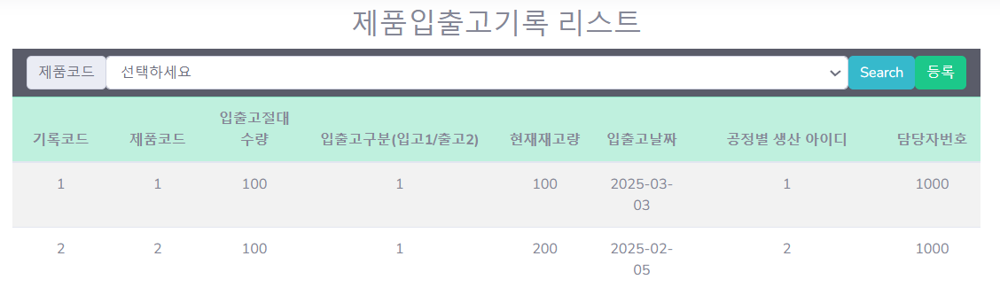 제품입출고기록 리스트
제품코드 선택하세요 Search 등록
입출고절대
기록코드 제품코드 수량 입출고구분(입고1/출고2) 현재재고량 입출고날짜 공정별 생산 아이디 담당자번호
1 1 100 1 100 2025-03- 1 1000
03
2 2 100 1 200 2025-02- 2 1000
05